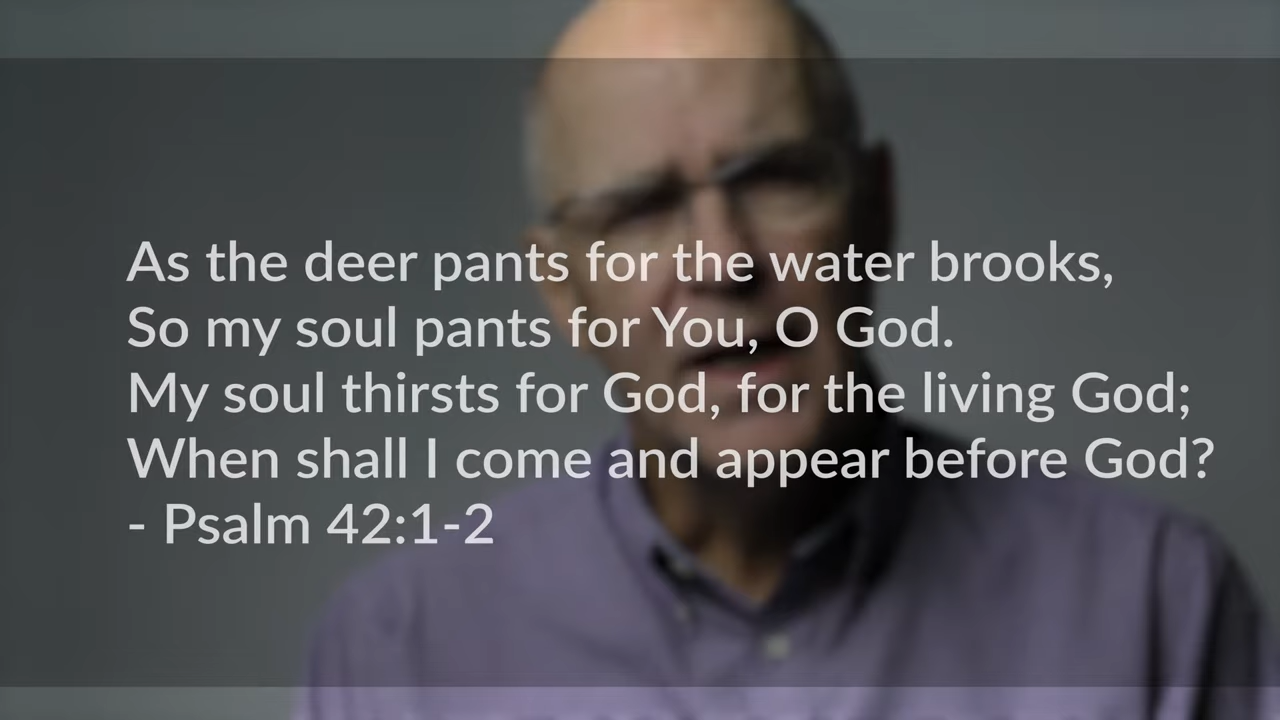 As the deer pants for the water brooks,
So my soul pants for You, O God.
My soul thirsts for God, for the living God;
When shall I come and appear before God?
- Psalm 42:1-2